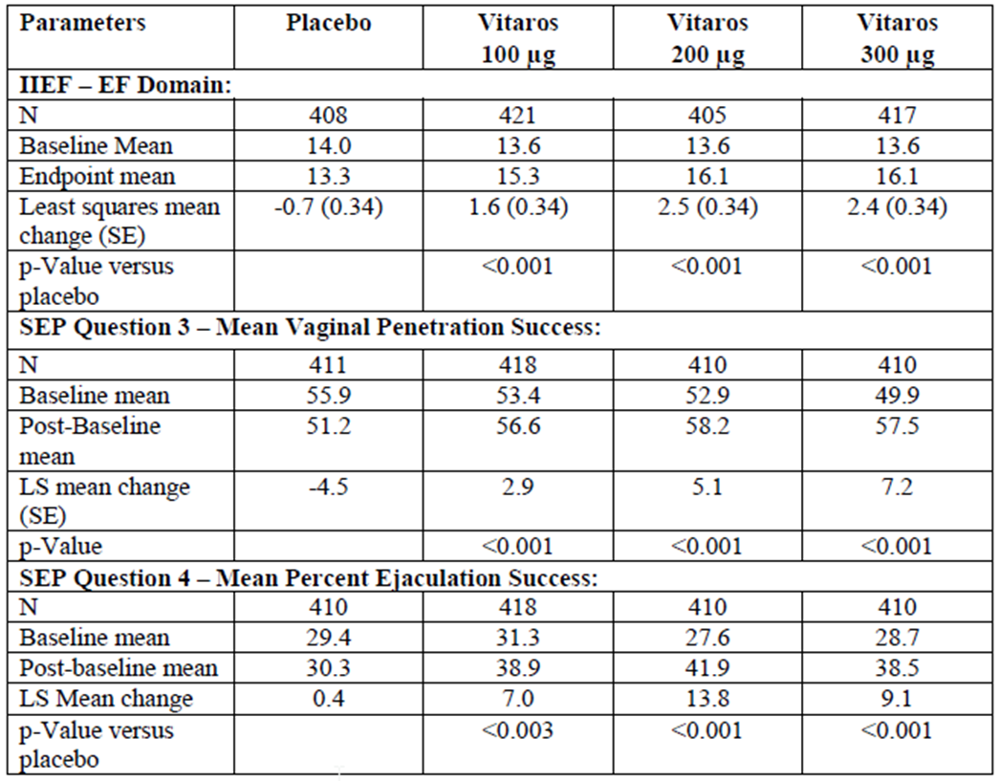 Parameters Placebo Vitaros Vitaros Vitaros
100 µg 200 µg 300 µg
IIEF – EF Domain:
N 408 421 405 417
Baseline Mean 14.0 13.6 13.6 13.6
Endpoint mean 13.3 15.3 16.1 16.1
Least squares mean -0.7 (0.34) 1.6 (0.34) 2.5 (0.34) 2.4 (0.34)
change (SE)
p-Value versus <0.001 <0.001 <0.001
placebo
SEP Question 3 – Mean Vaginal Penetration Success:
N 411 418 410 410
Baseline mean 55.9 53.4 52.9 49.9
Post-Baseline 51.2 56.6 58.2 57.5
mean
LS mean change -4.5 2.9 5.1 7.2
(SE)
p-Value <0.001 <0.001 <0.001
SEP Question 4 – Mean Percent Ejaculation Success:
N 410 418 410 410
Baseline mean 29.4 31.3 27.6 28.7
Post-baseline mean 30.3 38.9 41.9 38.5
LS Mean change 0.4 7.0 13.8 9.1
p-Value versus <0.003 <0.001 <0.001
placebo